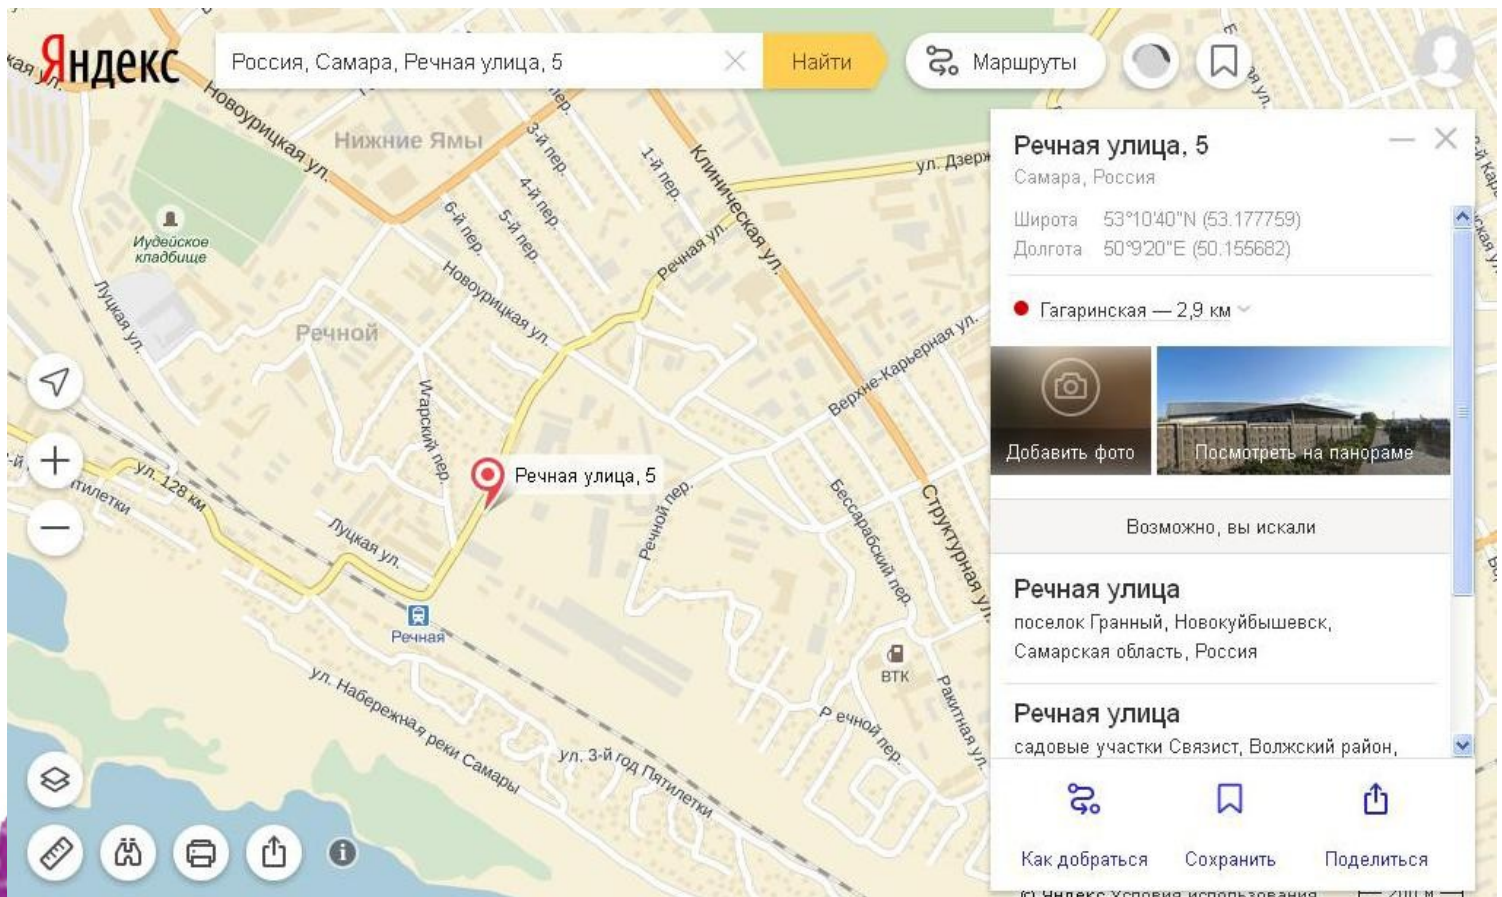 Яндекс
Россия, Самара, Речная улица, 5
Найти
Маршруты
Новоурицкая ул.
Нижние Ямы
3-й пер.
4-й пер.
5-й пер.
6-й пер.
1-й пер.
Клиническая ул.
ул. Дзерж
Иудейское
кладбище
Луцкая ул.
Речной
Новоурицкая ул.
Речная ул.
Верхне-Карьерная ул.
Игарский пер.
Речная улица, 5
ул. 128 км
Луцкая ул.
Речной пер.
Бессарабский пер.
Структурная ул.
Речная
ВТК
Речной пер.
Ракитная ул.
ул. Набережная реки Самары
ул. 3-й год Пятилетки
Речная улица, 5
Самара, Россия
Широта 53°10'40"N (53.177759)
Долгота 50°9'20"E (50.155682)
Гагаринская — 2,9 км
Добавить фото
Посмотреть на панораме
Возможно, вы искали
Речная улица
поселок Гранный, Новокуйбышевск,
Самарская область, Россия
Речная улица
садовые участки Связист, Волжский район,
Как добраться
Сохранить
Поделиться
© Яндекс Условия использования
200 м